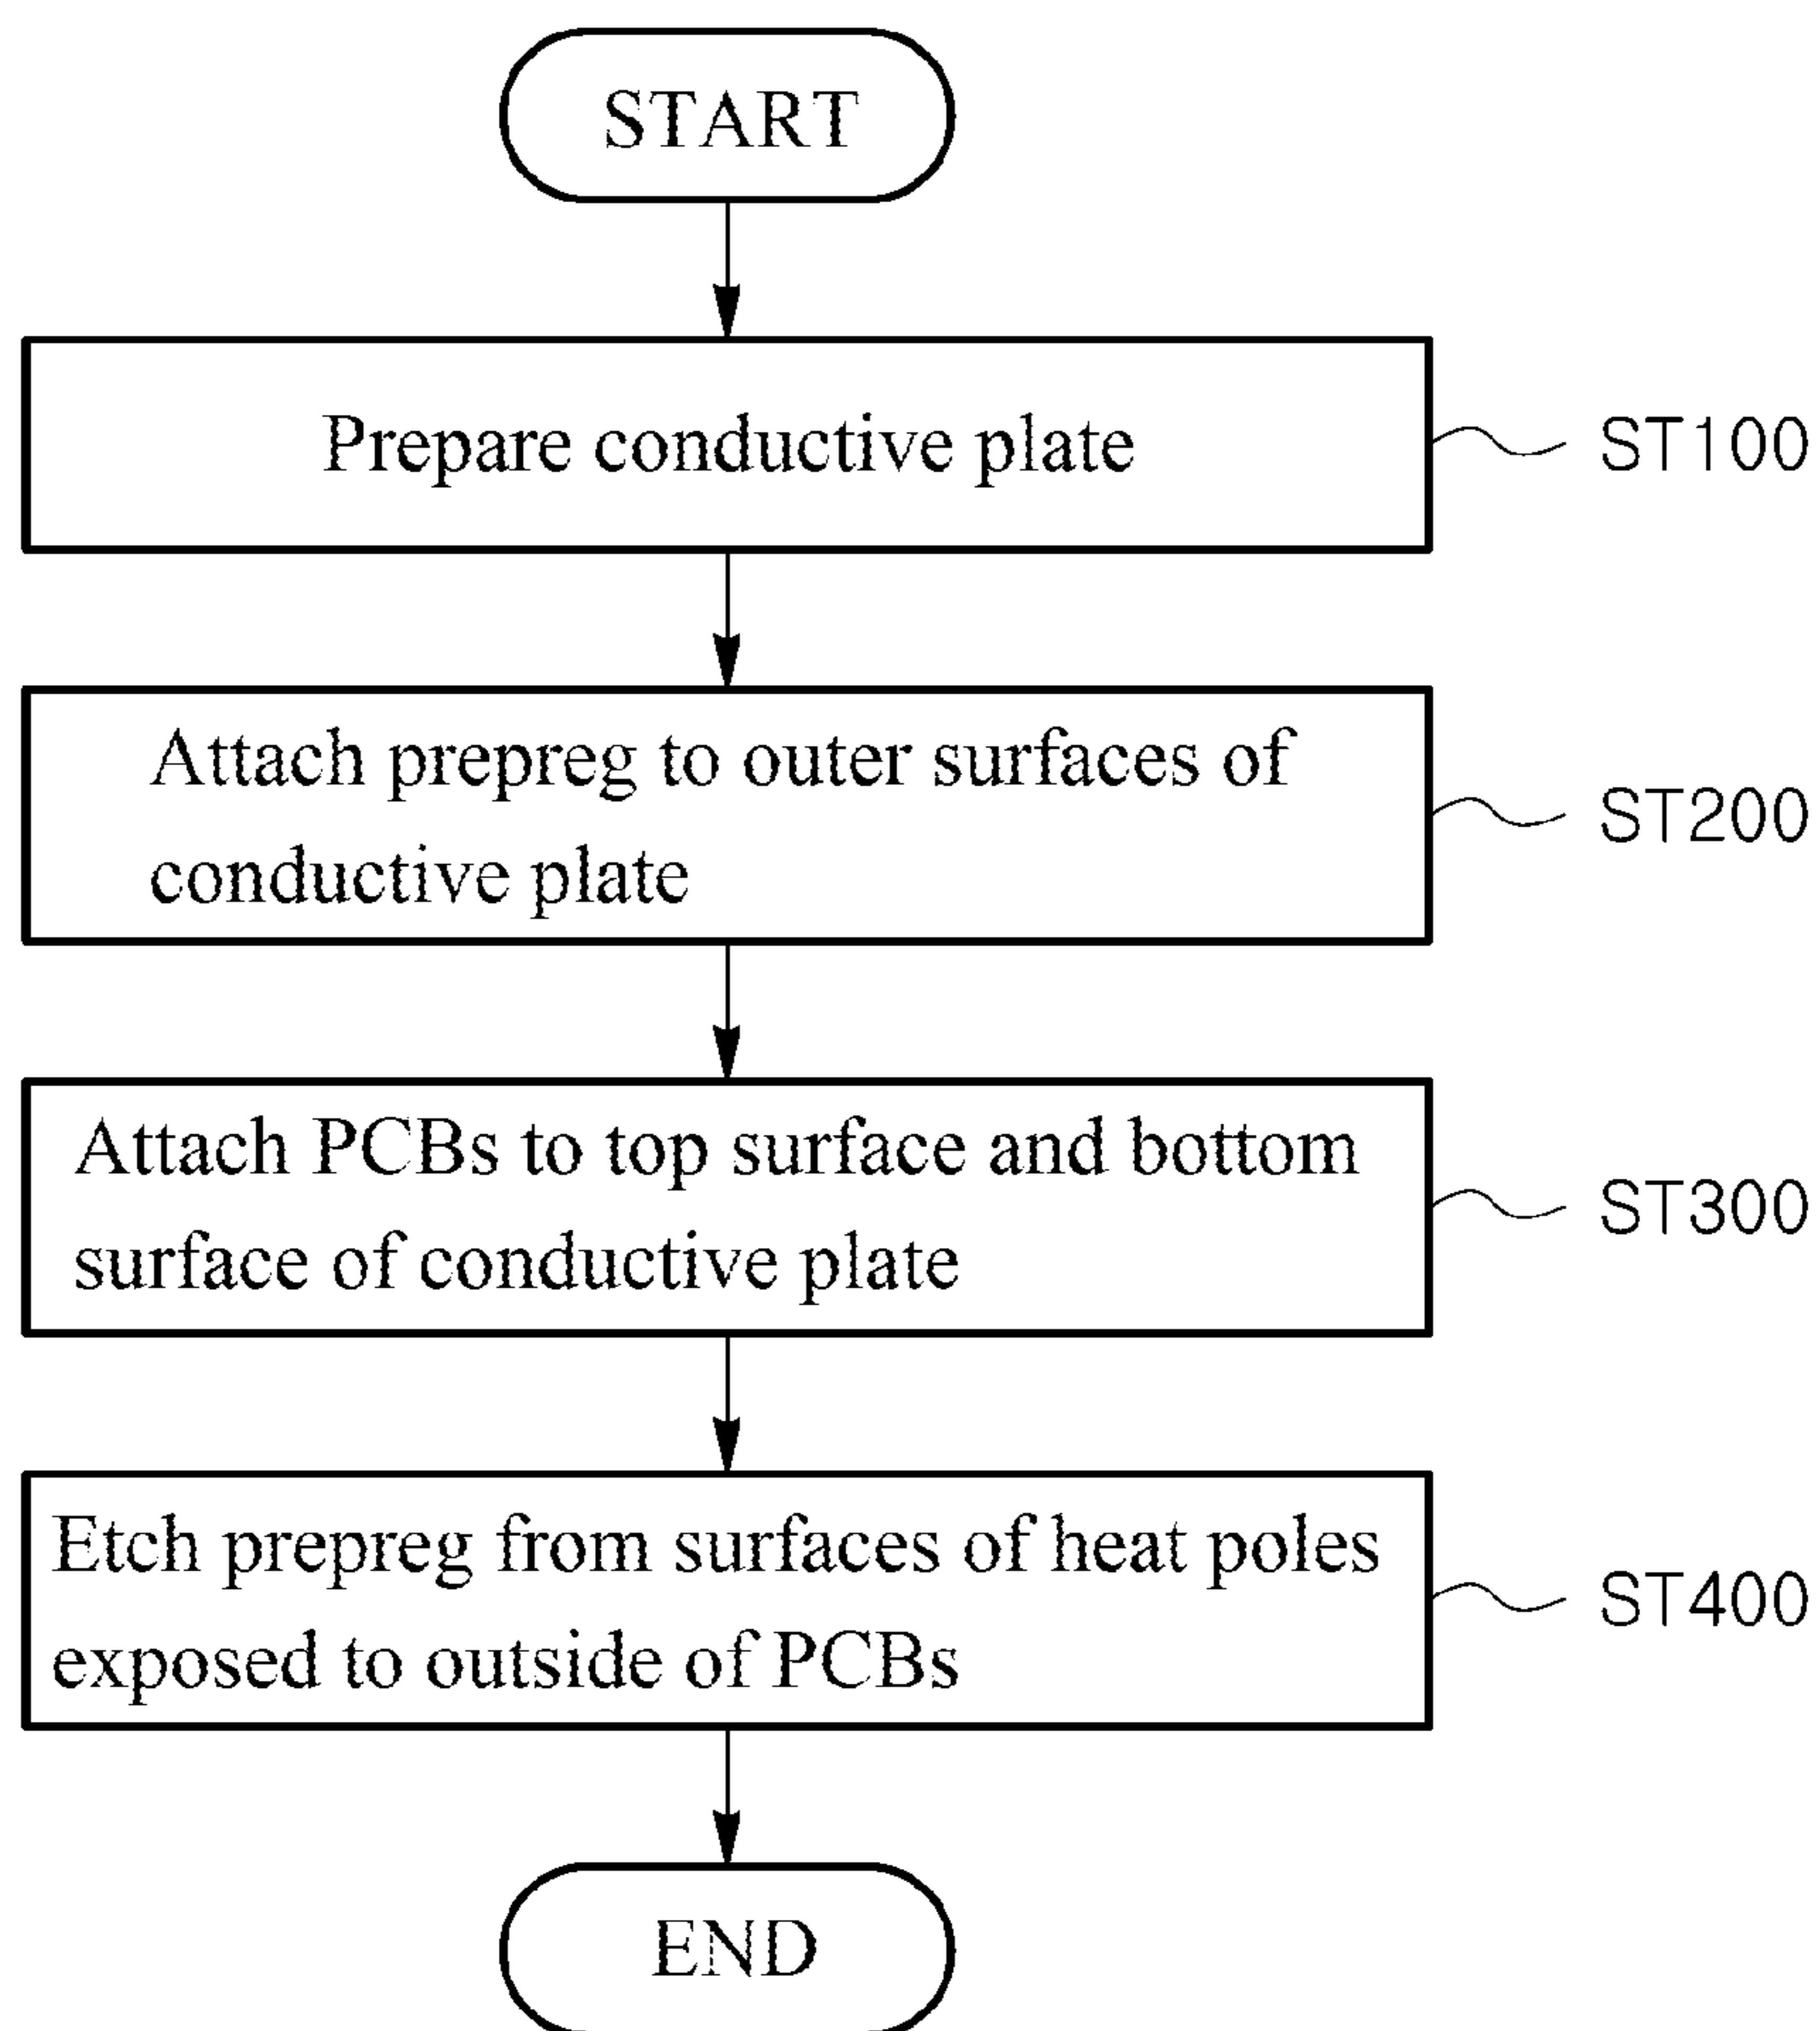 START
Prepare conductive plate
ST100
Attach prepreg to outer surfaces of
conductive plate
ST200
Attach PCBs to top surface and bottom
surface of conductive plate
ST300
Etch prepreg from surfaces of heat poles
exposed to outside of PCBs
ST400
END